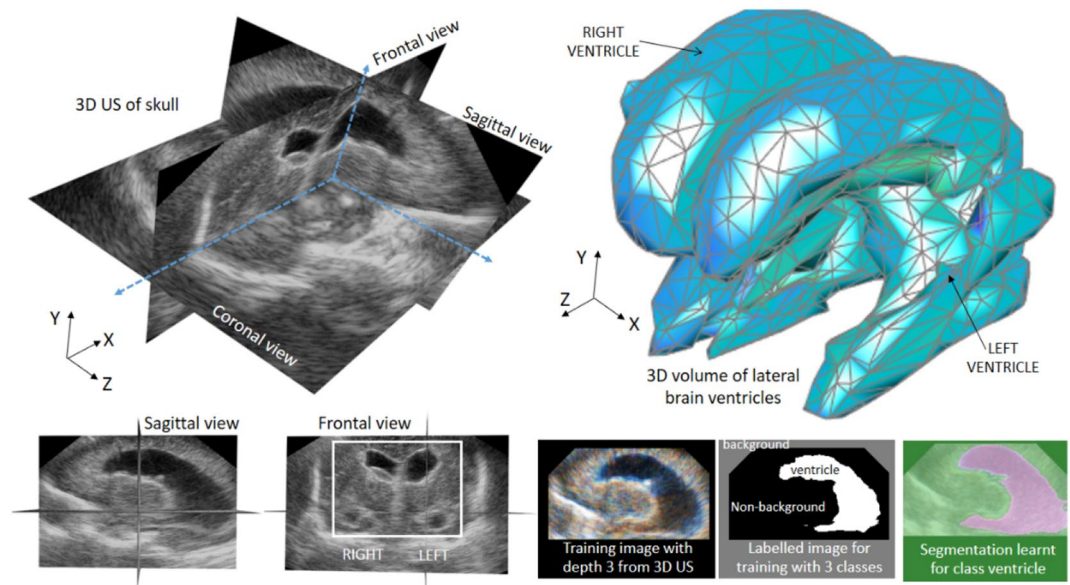 3D US of skull
Frontal view
Sagittal view
Coronal view
Y
X
Z
RIGHT
VENTRICLE
Y
Z
X
LEFT
VENTRICLE
3D volume of lateral
brain ventricles
Sagittal view
Frontal view
RIGHT
LEFT
Training image with
depth 3 from 3D US
background
ventricle
Non-background
Labelled image for
training with 3 classes
Segmentation learnt
for class ventricle